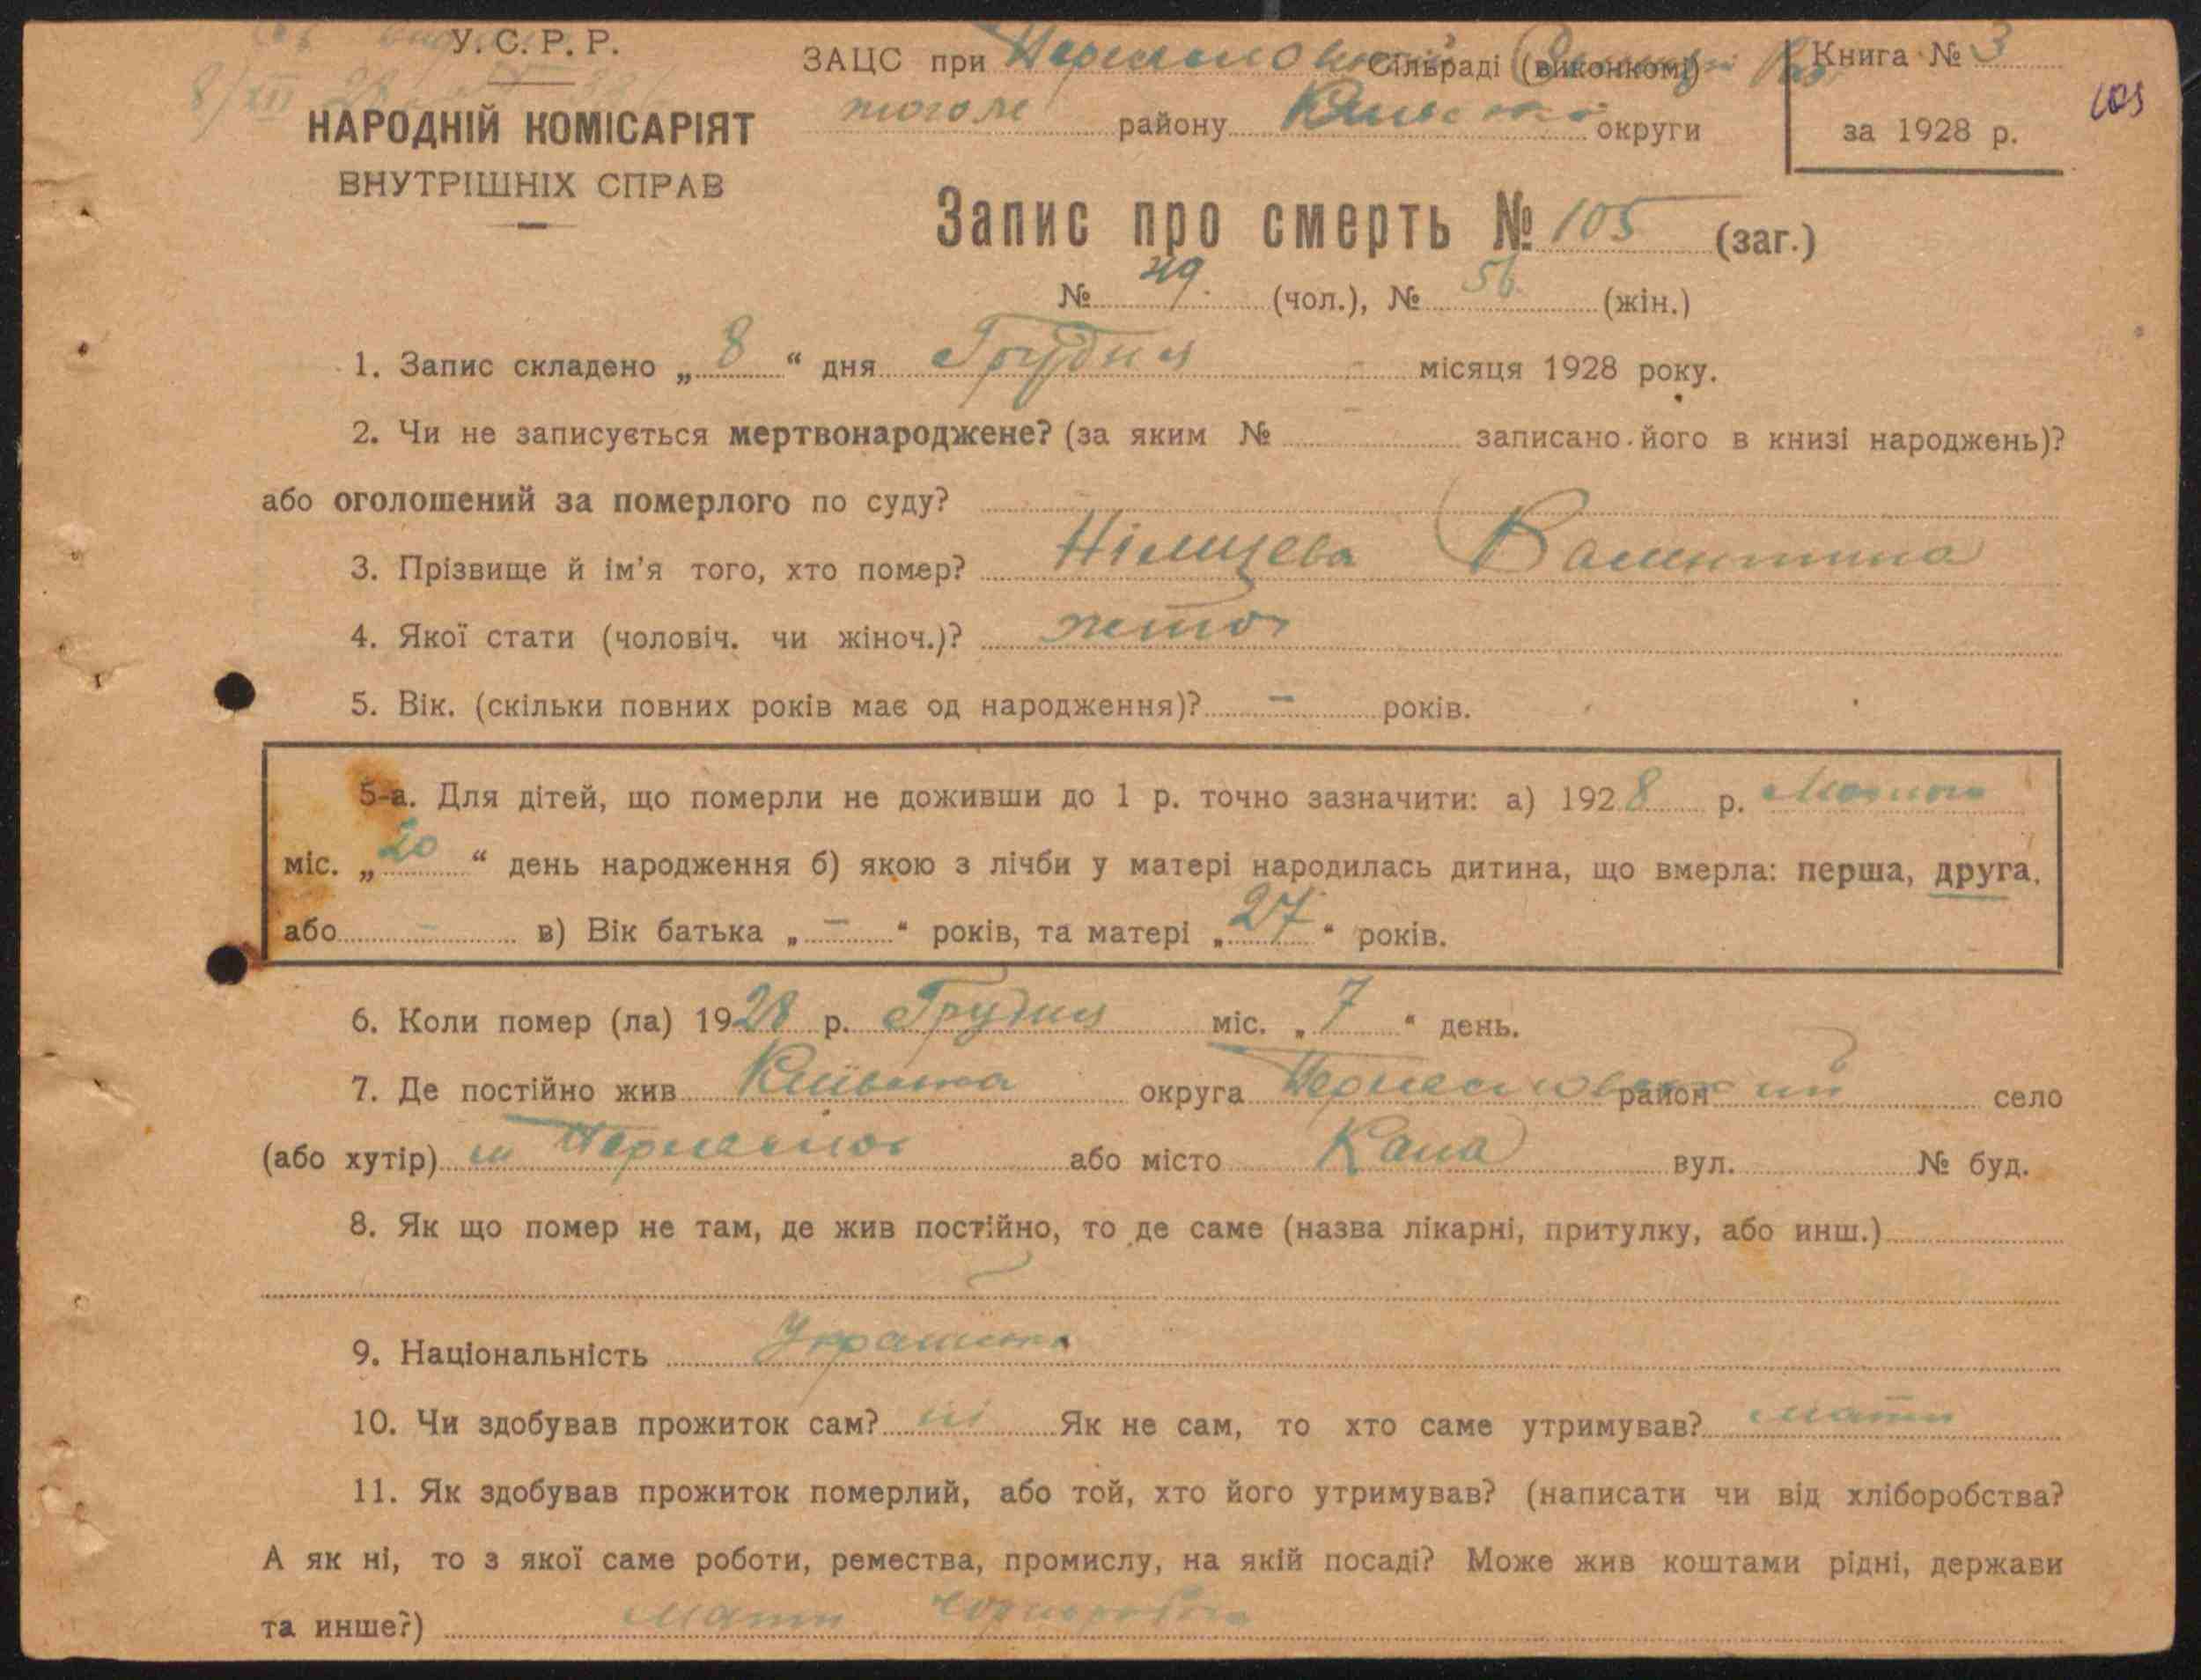 У.С.Р.Р.
НАРОДНІЙ КОМІСАРІЯТ
ВНУТРІШНІХ СПРАВ
ЗАЦС при Сільраді (виконкомі)
того ж району Київської округи
Книга № 3
за 1928 р.
103
Запис про смерть № 105 (заг.)
№ 49. (чол.), № 56 (жін.)
1. Запис складено „ 8 “ дня Грудня місяця 1928 року.
2. Чи не записується мертвонароджене? (за яким № записано його в книзі народжень)?
або оголошений за померлого по суду?
3. Прізвище й ім'я того, хто помер? Валентина
4. Якої стати (чоловіч. чи жіноч.)?
5. Вік. (скільки повних років має од народження)? — років.
5-а. Для дітей, що померли не доживши до 1 р. точно зазначити: а) 1928 р.
міс. „ 20 “ день народження б) якою з лічби у матері народилась дитина, що вмерла: перша, друга,
або – в) Вік батька „ — “ років, та матері „ 27 “ років.
6. Коли помер (ла) 1928 р. Грудня міс. „ 7 “ день.
7. Де постійно жив Київська округа район село
(або хутір) або місто вул. № буд.
8. Як що помер не там, де жив постійно, то де саме (назва лікарні, притулку, або инш.)
9. Національність Українка
10. Чи здобував прожиток сам? ні Як не сам, то хто саме утримував? мати
11. Як здобував прожиток померлий, або той, хто його утримував? (написати чи від хліборобства?
А як ні, то з якої саме роботи, ремества, промислу, на якій посаді? Може жив коштами рідні, держави
та инше?) мати чорноробоча